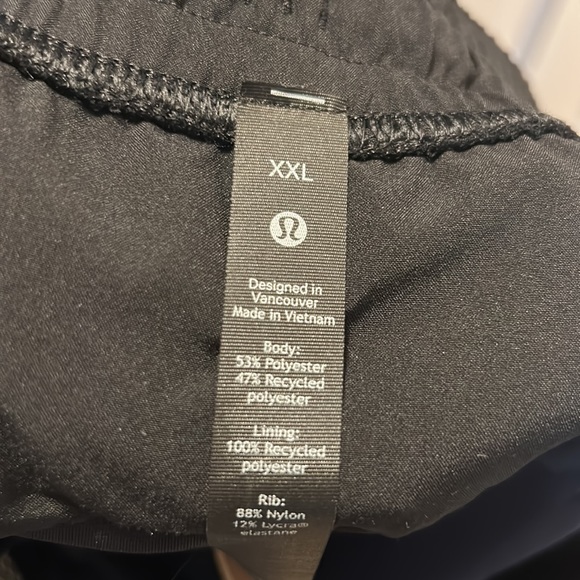 XXL
Designed in
Vancouver
Made in Vietnam
Body:
53% Polyester
47% Recycled
polyester
Lining:
100% Recycled
polyester
Rib:
88% Nylon
12% Lycra®
elastane